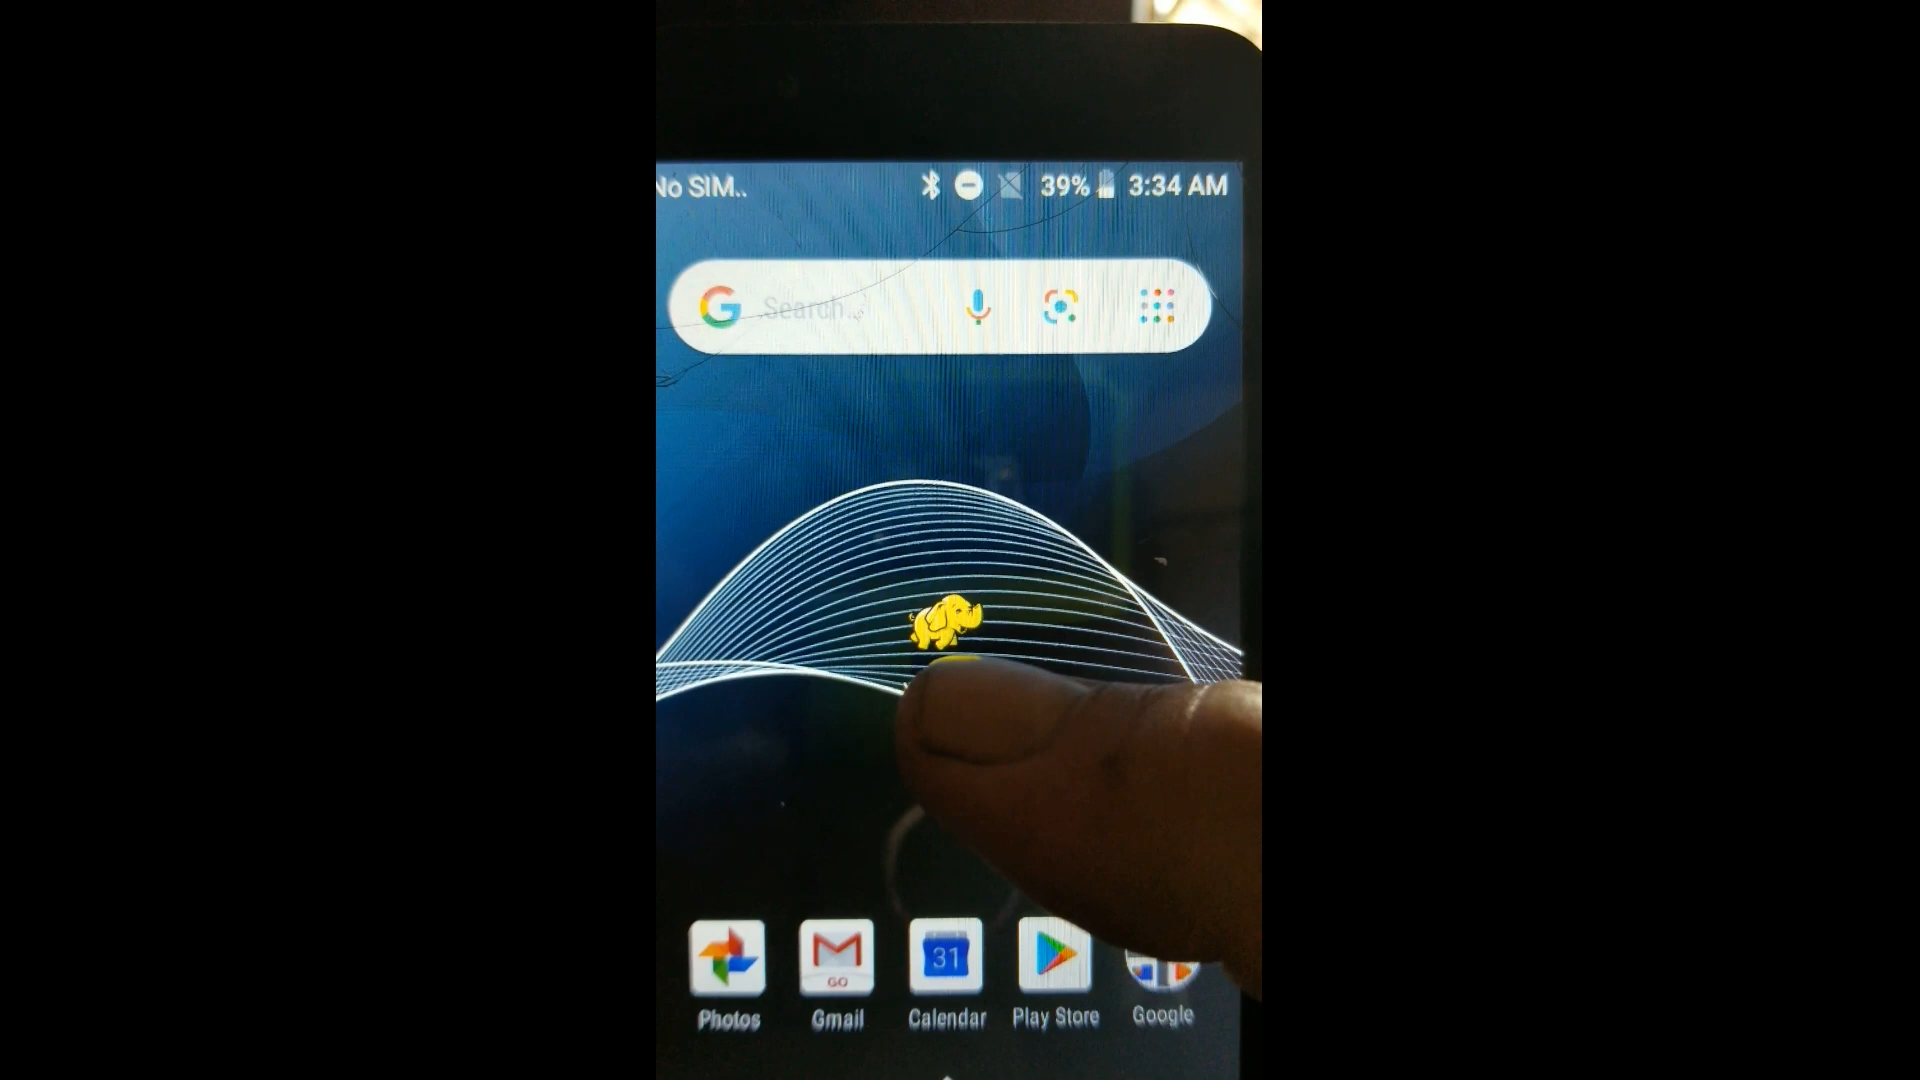 No SIM.. 39% 3:34 AM
G Search...
31
GO
Photos Gmail Calendar Play Store Google